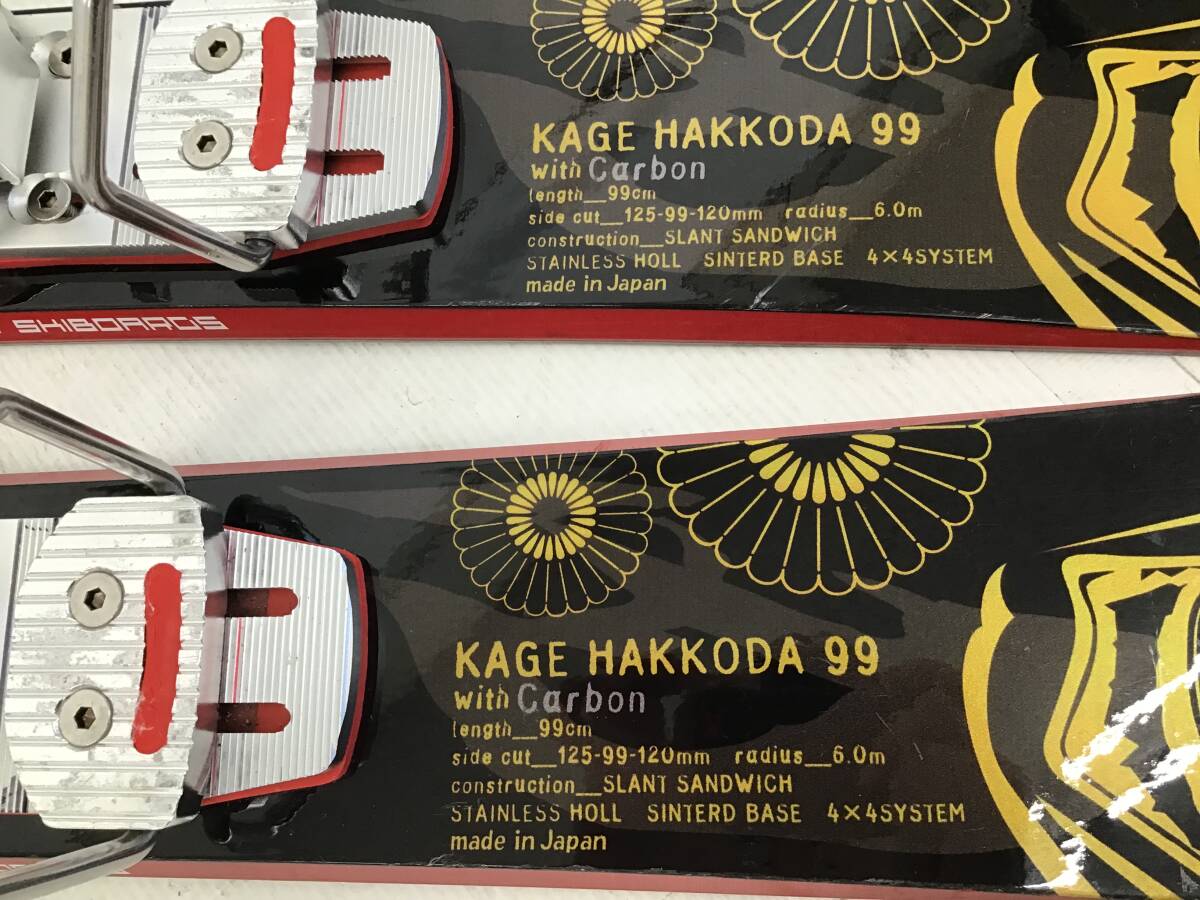 KAGE HAKKODA 99
with Carbon
length__99cm
side cut__125-99-120mm radius__6.0m
construction__SLANT SANDWICH
STAINLESS HOLL SINTERD BASE 4×4SYSTEM
made in Japan
SKIBOARDS
KAGE HAKKODA 99
with Carbon
length__99cm
side cut__125-99-120mm radius__6.0m
construction__SLANT SANDWICH
STAINLESS HOLL SINTERD BASE 4×4SYSTEM
made in Japan